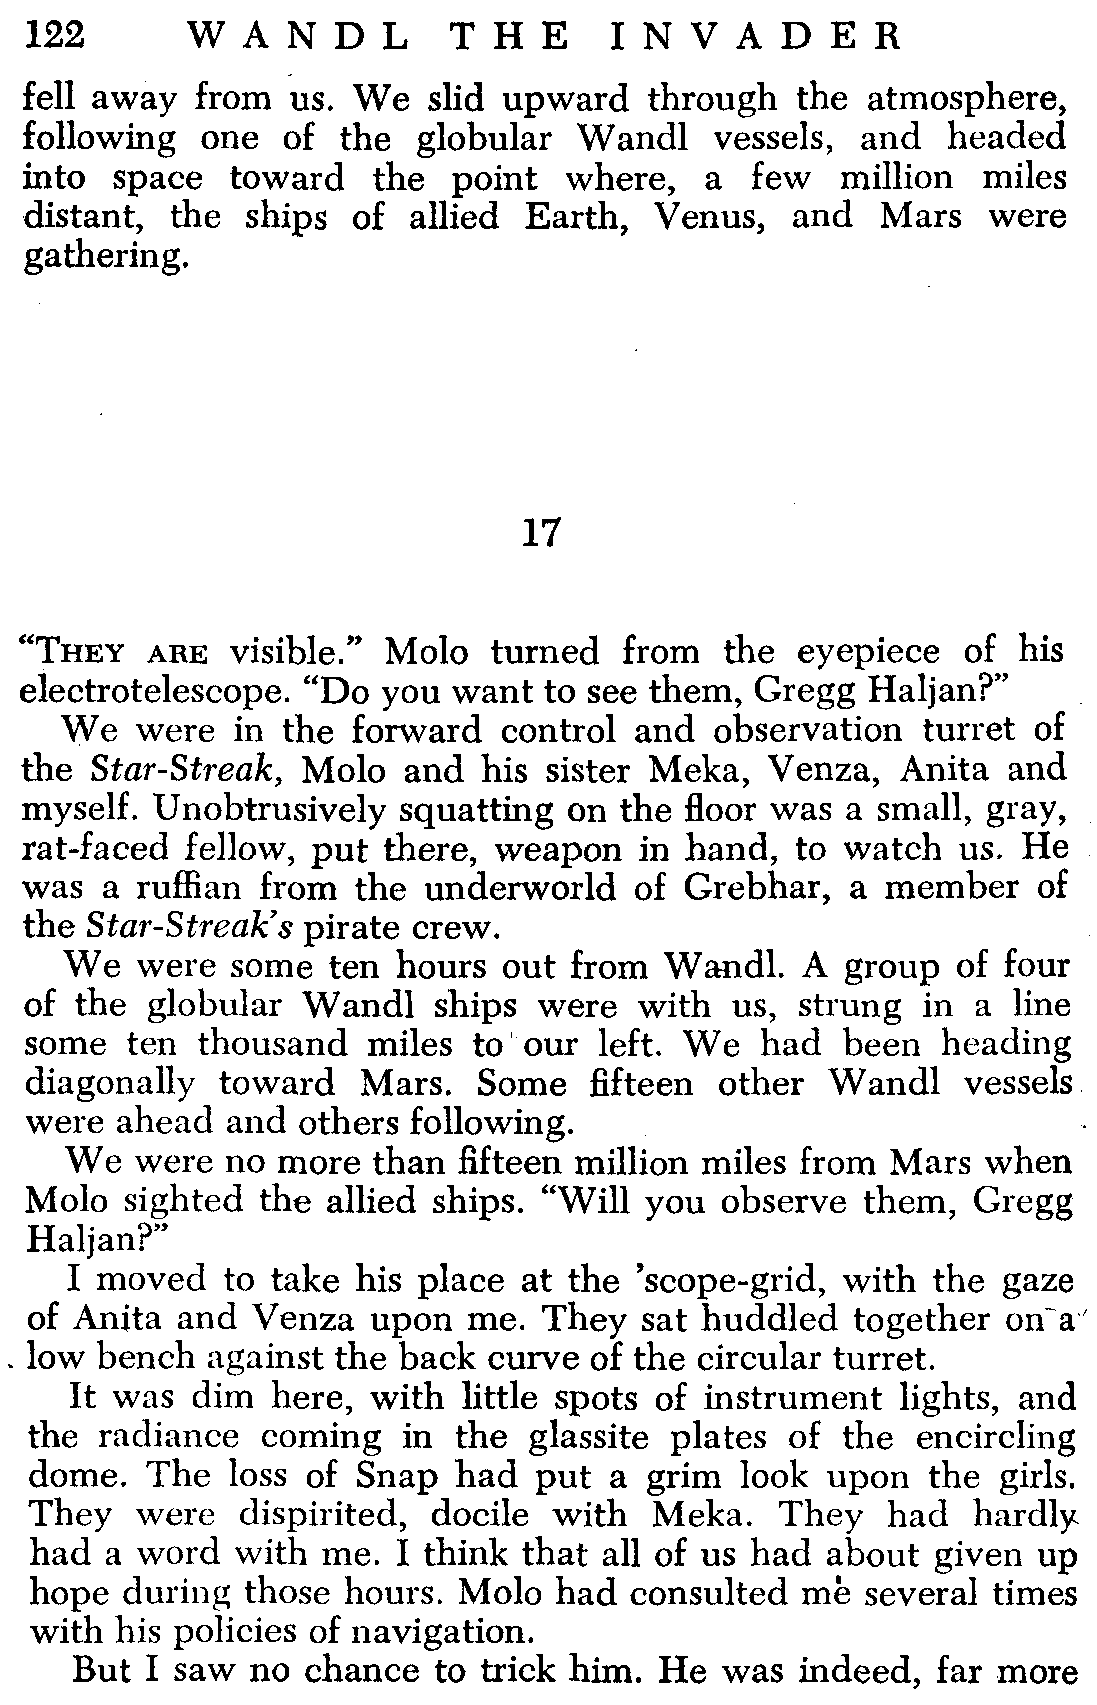 122 WANDL THE INVADER
fell away from us. We slid upward through the atmosphere,
following one of the globular Wandl vessels, and headed
into space toward the point where, a few million miles
distant, the ships of allied Earth, Venus, and Mars were
gathering.
17
“THEY ARE visible.” Molo turned from the eyepiece of his
electrotelescope. “Do you want to see them, Gregg Haljan?”
We were in the forward control and observation turret of
the Star-Streak, Molo and his sister Meka, Venza, Anita and
myself. Unobtrusively squatting on the floor was a small, gray,
rat-faced fellow, put there, weapon in hand, to watch us. He
was a ruffian from the underworld of Grebhar, a member of
the Star-Streak’s pirate crew.
We were some ten hours out from Wandl. A group of four
of the globular Wandl ships were with us, strung in a line
some ten thousand miles to our left. We had been heading
diagonally toward Mars. Some fifteen other Wandl vessels
were ahead and others following.
We were no more than fifteen million miles from Mars when
Molo sighted the allied ships. “Will you observe them, Gregg
Haljan?”
I moved to take his place at the ’scope-grid, with the gaze
of Anita and Venza upon me. They sat huddled together on a
low bench against the back curve of the circular turret.
It was dim here, with little spots of instrument lights, and
the radiance coming in the glassite plates of the encircling
dome. The loss of Snap had put a grim look upon the girls.
They were dispirited, docile with Meka. They had hardly
had a word with me. I think that all of us had about given up
hope during those hours. Molo had consulted me several times
with his policies of navigation.
But I saw no chance to trick him. He was indeed, far more